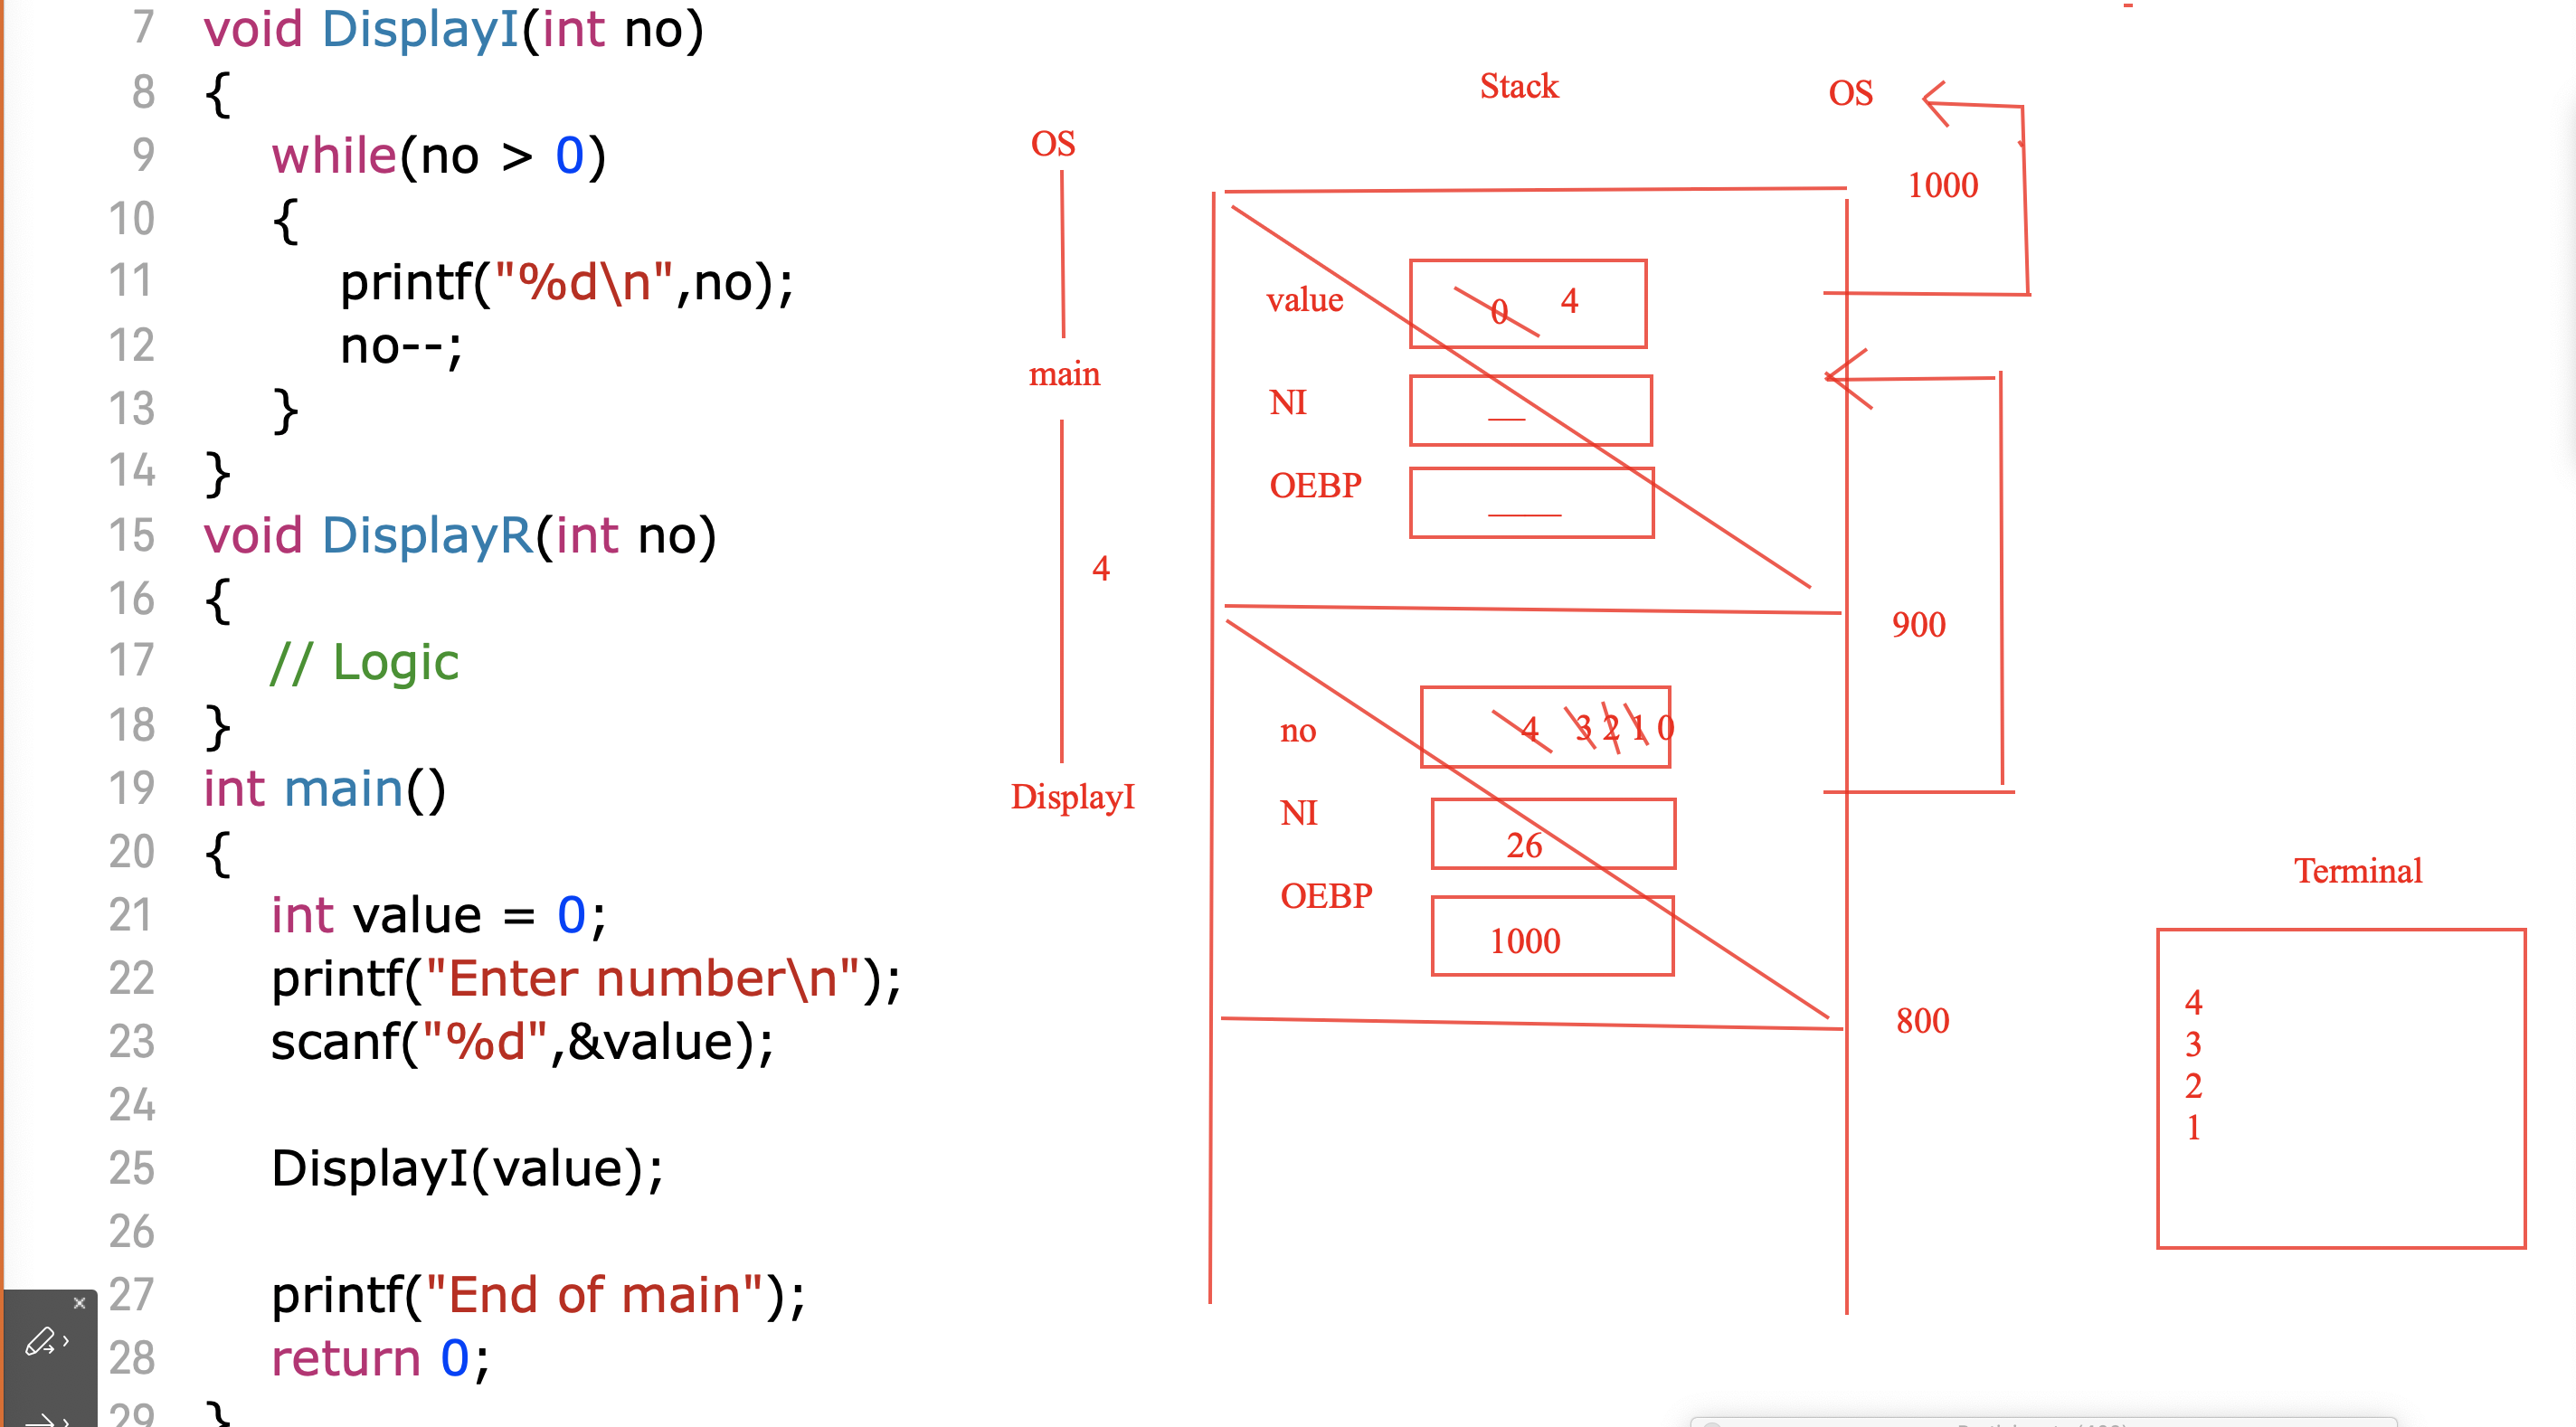 7 void DisplayI(int no)
8 {
9 while(no > 0)
10 {
11 printf("%d\n",no);
12 no--;
13 }
14 }
15 void DisplayR(int no)
16 {
17 // Logic
18 }
19 int main()
20 {
21 int value = 0;
22 printf("Enter number\n");
23 scanf("%d",&value);
24
25 DisplayI(value);
26
27 printf("End of main");
28 return 0;
29 }
OS
main
4
DisplayI
Stack
value 0 4
NI
OEBP
no 4 3 2 1 0
NI 26
OEBP 1000
OS
1000
900
800
Terminal
4
3
2
1